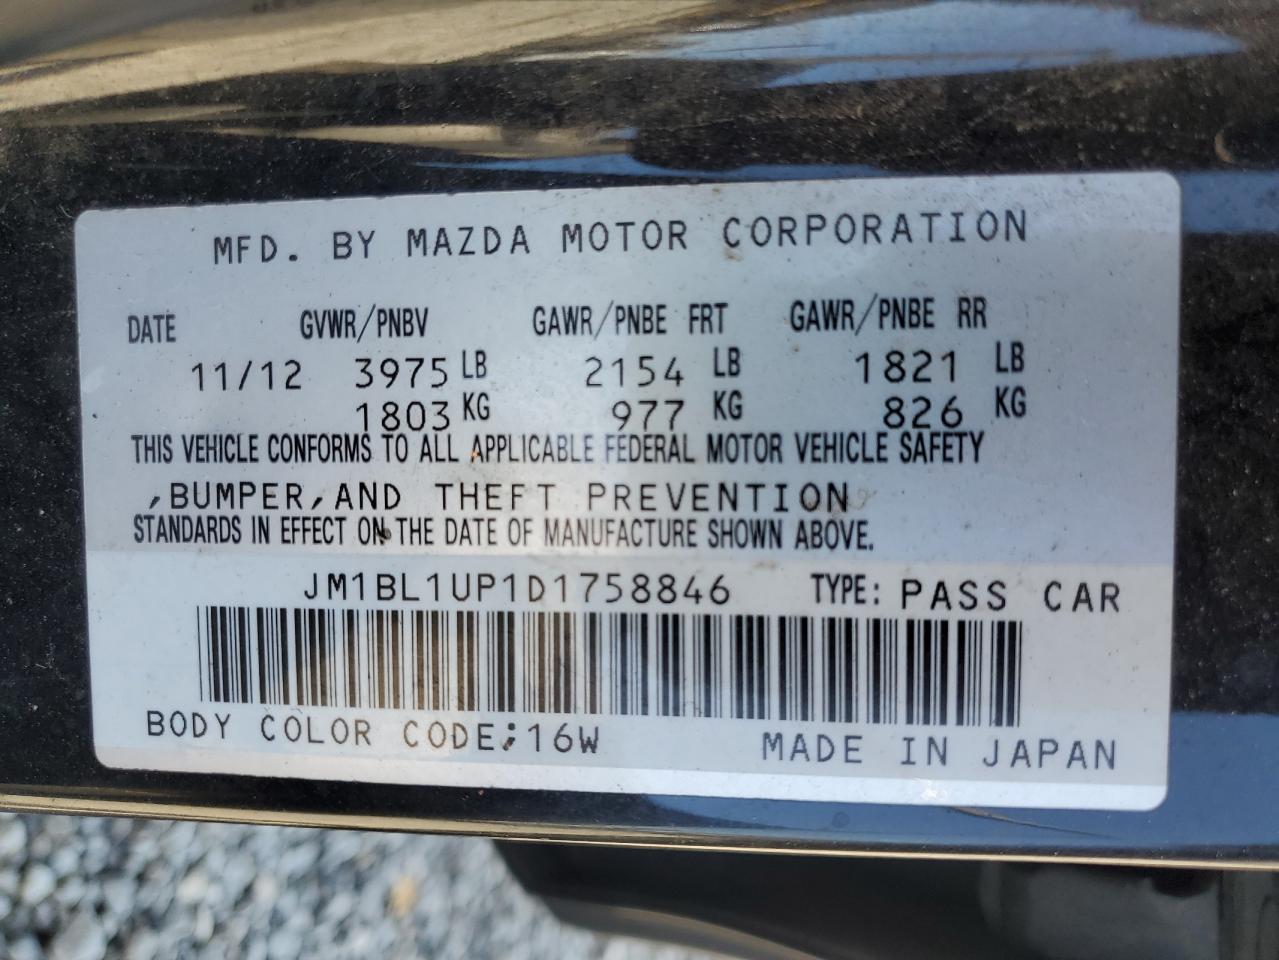 MFD. BY MAZDA MOTOR CORPORATION
DATE GVWR/PNBV GAWR/PNBE FRT GAWR/PNBE RR
11/12 3975 LB 2154 LB 1821 LB
1803 KG 977 KG 826 KG
THIS VEHICLE CONFORMS TO ALL APPLICABLE FEDERAL MOTOR VEHICLE SAFETY
,BUMPER,AND THEFT PREVENTION
STANDARDS IN EFFECT ON THE DATE OF MANUFACTURE SHOWN ABOVE.
JM1BL1UP1D1758846 TYPE: PASS CAR
BODY COLOR CODE:16W MADE IN JAPAN